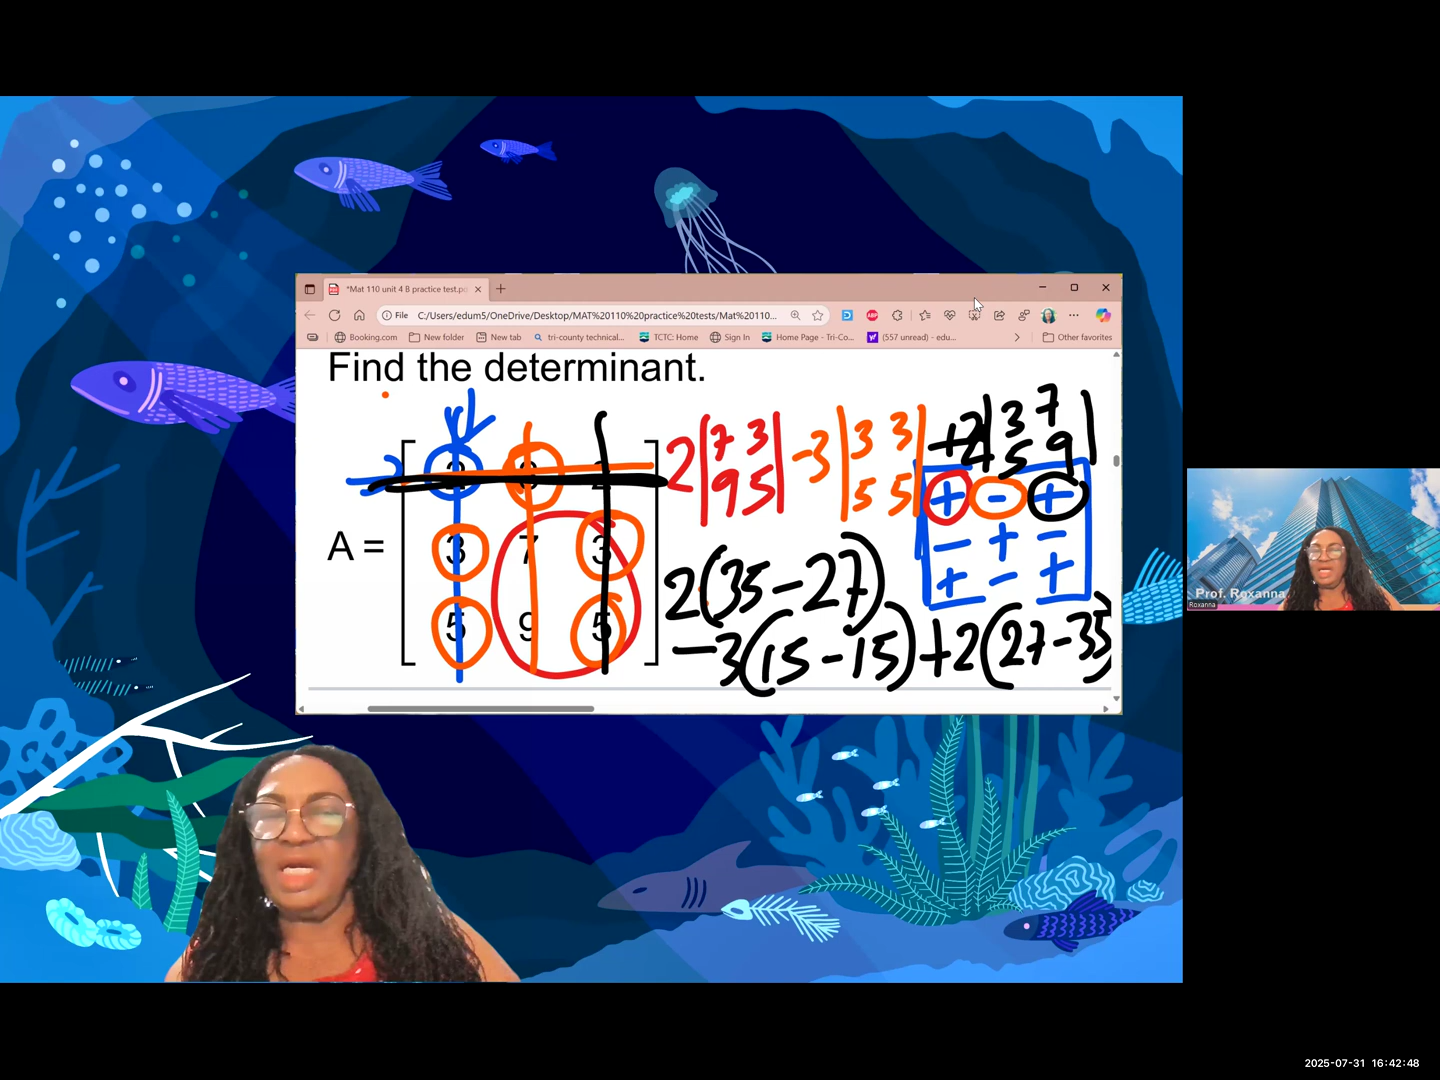 *Mat 110 unit 4 B practice test.pd
File C:/Users/edum5/OneDrive/Desktop/MAT%20110%20practice%20tests/Mat%20110...
Booking.com New folder New tab tri-county technical... TCTC: Home Sign In Home Page - Tri-Co... (557 unread) - edu... Other favorites
Find the determinant.
2 | 7 3 | -3 | 3 3 | +2 | 3 7 |
9 5 5 5 5 9
+ - +
A = 3 7 3
- + -
+ - +
2(35-27)
5 9 5
-3(15-15)+2(27-35)
Prof. Roxanna
Roxanna
2025-07-31 16:42:48